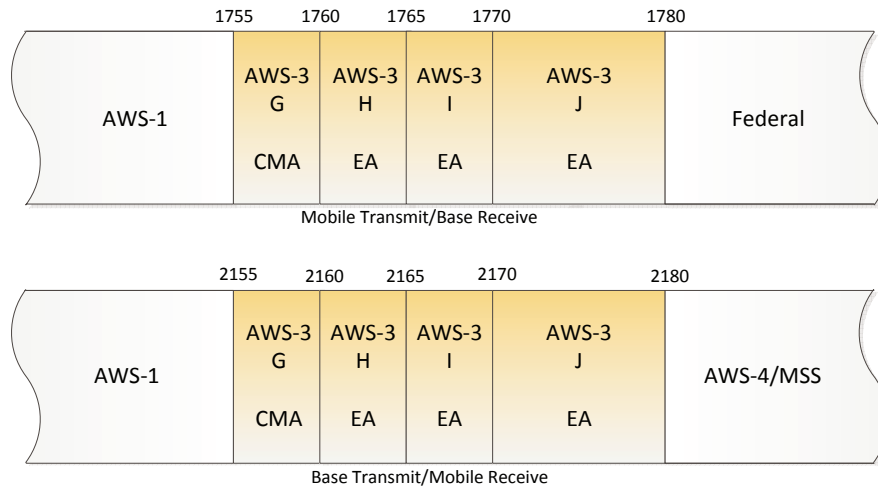 1755 1760 1765 1770 1780
AWS-1
AWS-3
G
CMA
AWS-3
H
EA
AWS-3
I
EA
AWS-3
J
EA
Federal
Mobile Transmit/Base Receive
2155 2160 2165 2170 2180
AWS-1
AWS-3
G
CMA
AWS-3
H
EA
AWS-3
I
EA
AWS-3
J
EA
AWS-4/MSS
Base Transmit/Mobile Receive